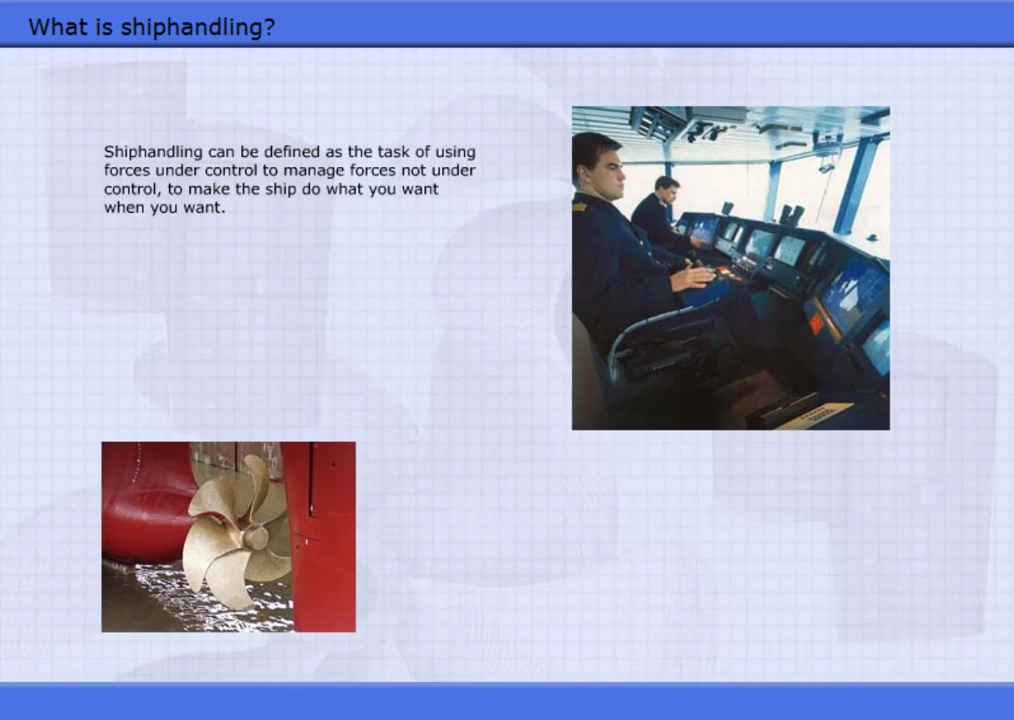 What is shiphandling?
Shiphandling can be defined as the task of using
forces under control to manage forces not under
control, to make the ship do what you want
when you want.